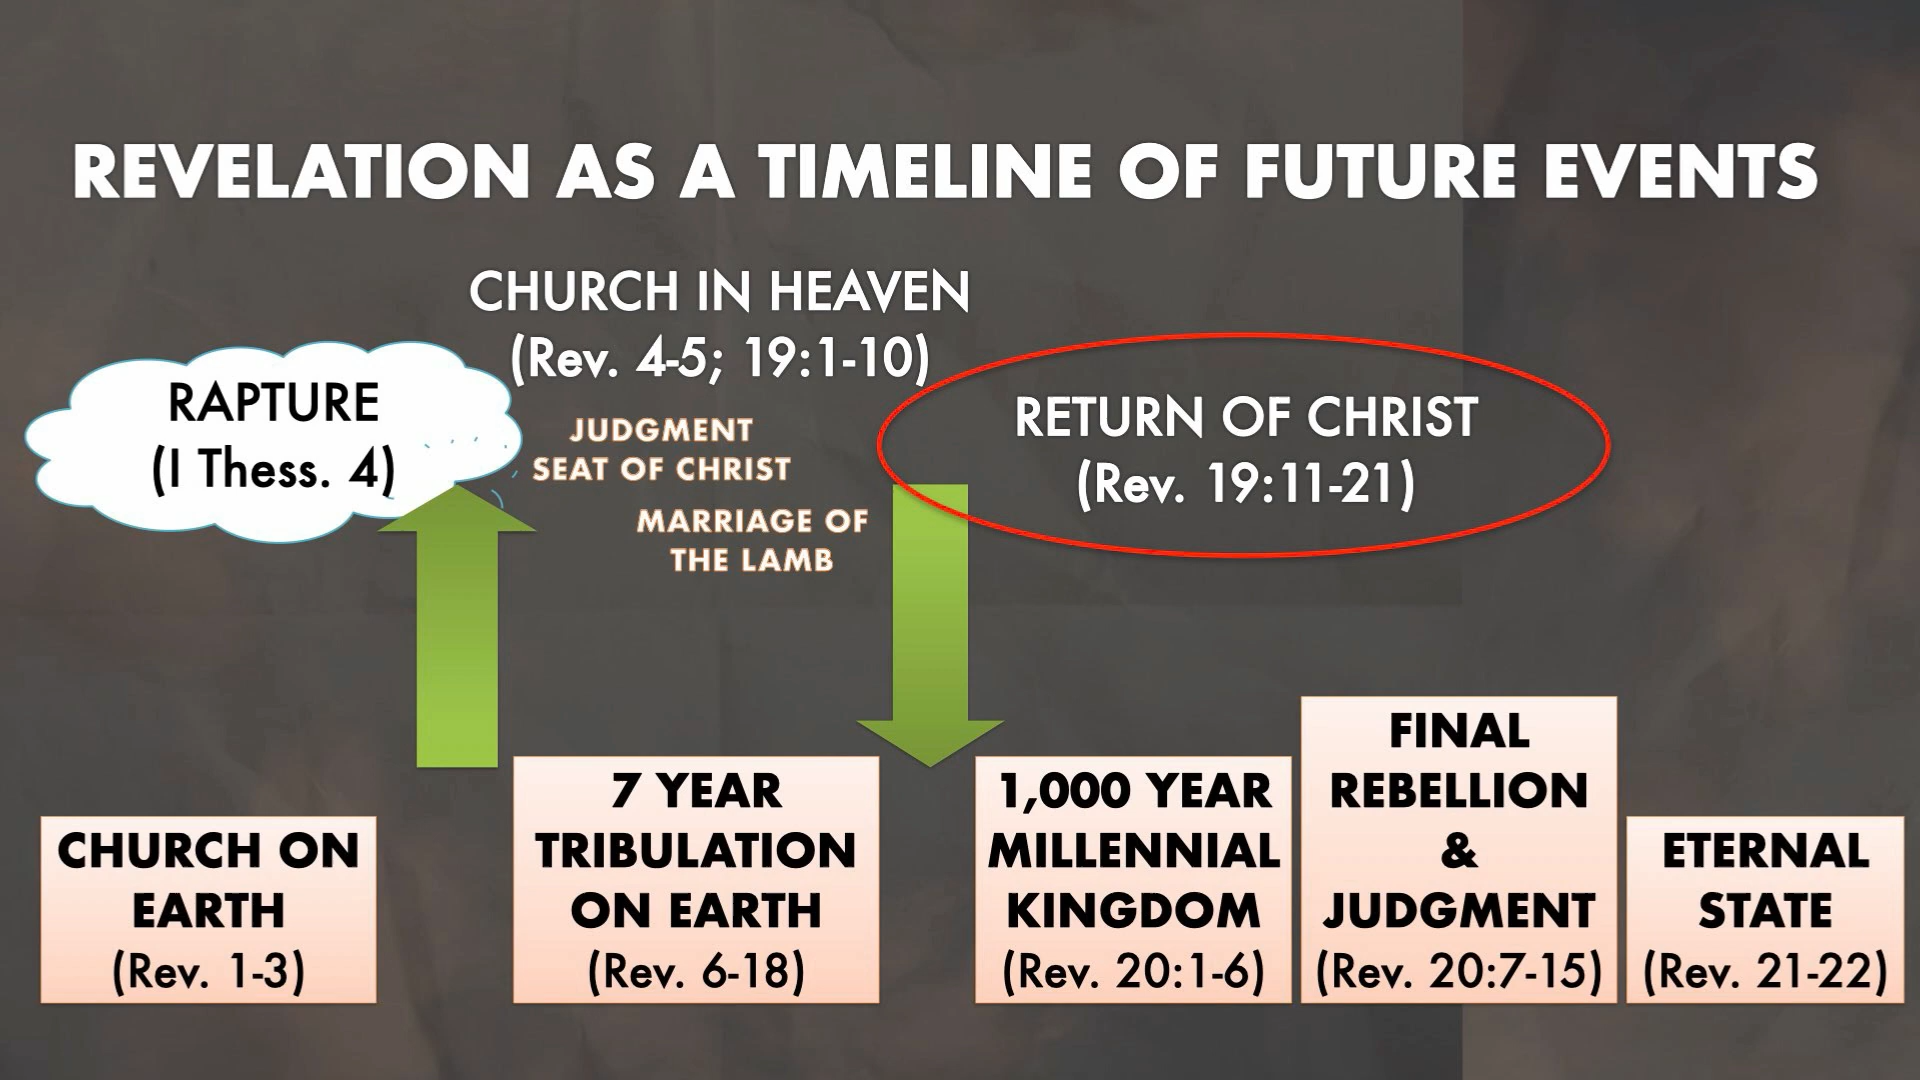 REVELATION AS A TIMELINE OF FUTURE EVENTS
CHURCH IN HEAVEN
(Rev. 4-5; 19:1-10)
RAPTURE
(I Thess. 4)
JUDGMENT
SEAT OF CHRIST
MARRIAGE OF
THE LAMB
RETURN OF CHRIST
(Rev. 19:11-21)
CHURCH ON
EARTH
(Rev. 1-3)
7 YEAR
TRIBULATION
ON EARTH
(Rev. 6-18)
1,000 YEAR
MILLENNIAL
KINGDOM
(Rev. 20:1-6)
FINAL
REBELLION
&
JUDGMENT
(Rev. 20:7-15)
ETERNAL
STATE
(Rev. 21-22)